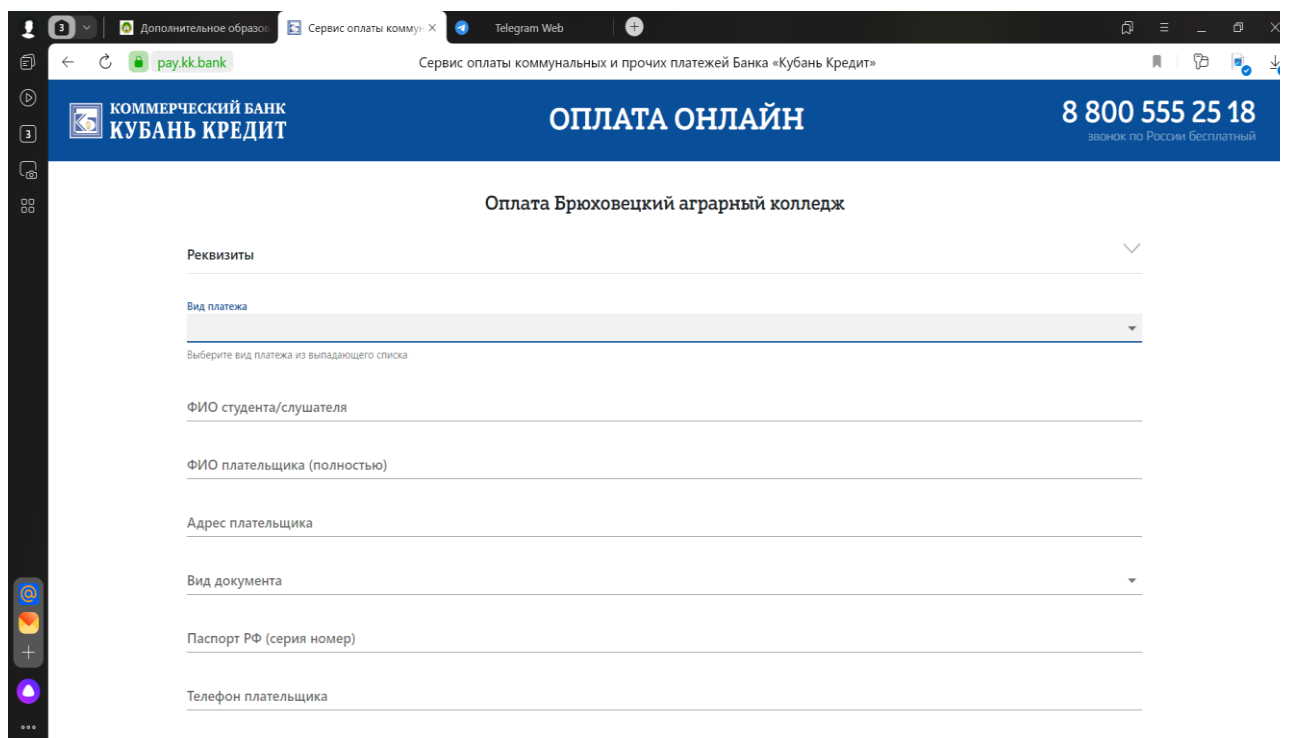 3
Дополнительное образов
Сервис оплаты коммун
Telegram Web
pay.kk.bank
Сервис оплаты коммунальных и прочих платежей Банка «Кубань Кредит»
3
КОММЕРЧЕСКИЙ БАНК
КУБАНЬ КРЕДИТ
ОПЛАТА ОНЛАЙН
8 800 555 25 18
звонок по России бесплатный
Оплата Брюховецкий аграрный колледж
Реквизиты
Вид платежа
Выберите вид платежа из выпадающего списка
ФИО студента/слушателя
ФИО плательщика (полностью)
Адрес плательщика
Вид документа
Паспорт РФ (серия номер)
Телефон плательщика